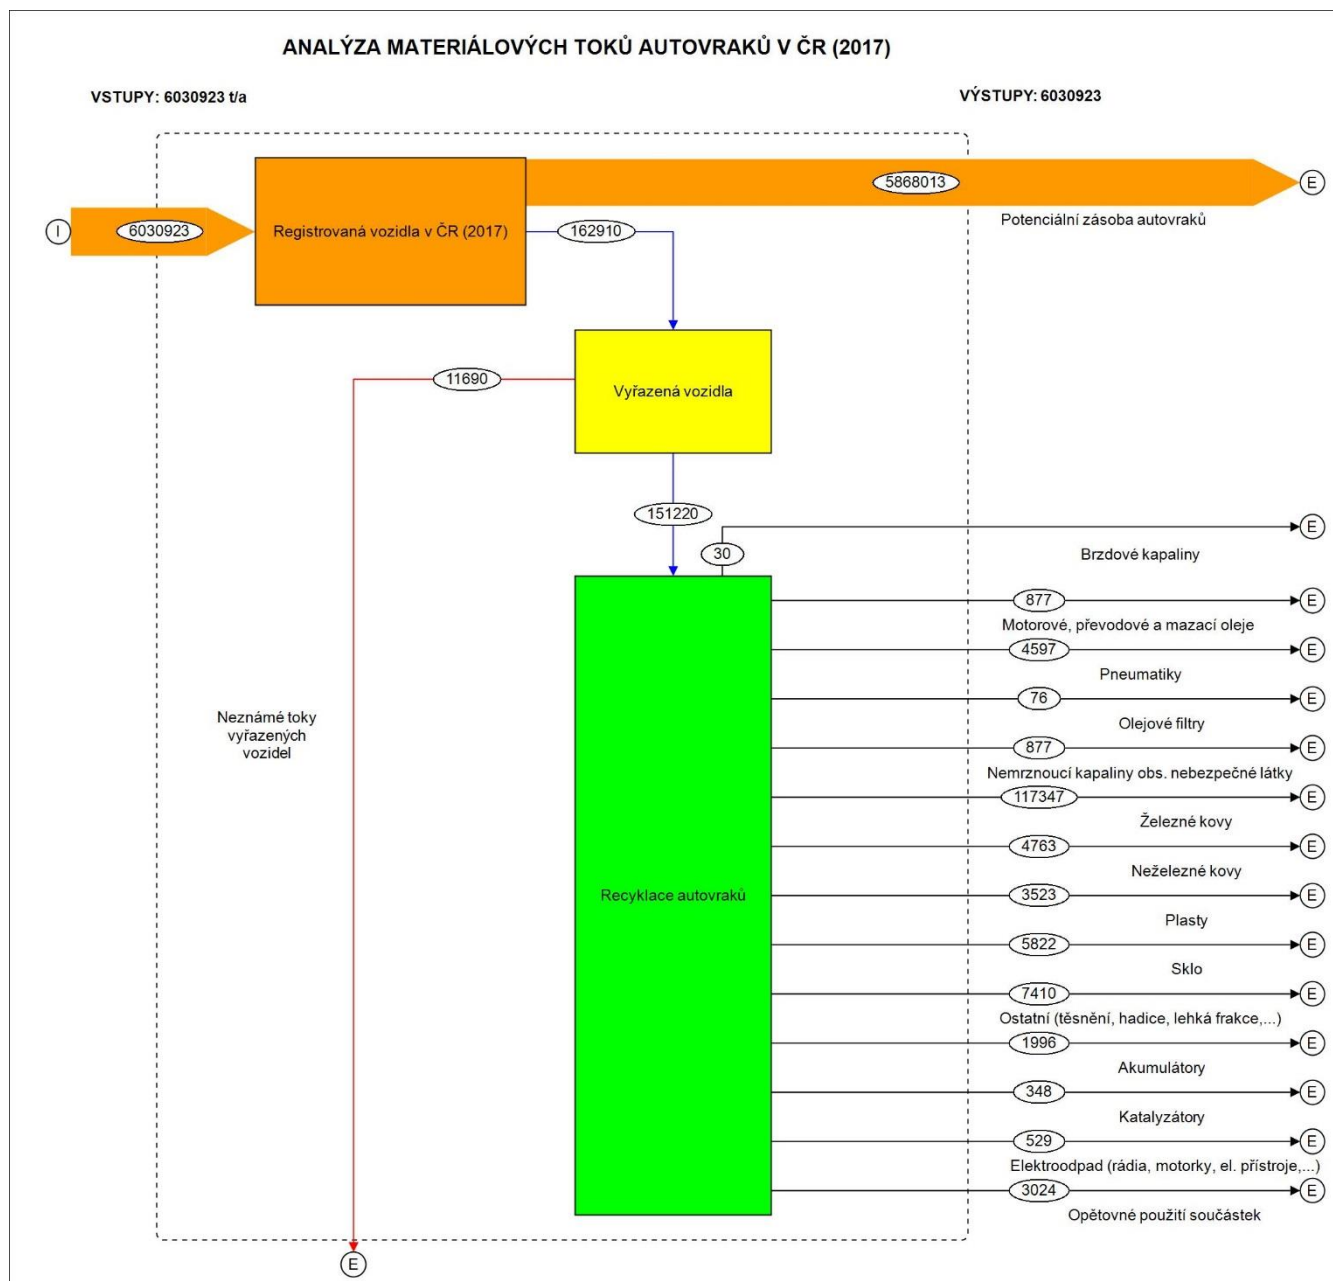 ANALÝZA MATERIÁLOVÝCH TOKŮ AUTOVRAKŮ V ČR (2017)
VSTUPY: 6030923 t/a
VÝSTUPY: 6030923
5868013
E
I
6030923
Registrovaná vozidla v ČR (2017)
162910
Potenciální zásoba autovraků
11690
Vyřazená vozidla
151220
30
E
Brzdové kapaliny
877
E
Motorové, převodové a mazací oleje
4597
E
Pneumatiky
76
E
Neznámé toky
vyřazených
vozidel
Olejové filtry
877
E
Nemrznoucí kapaliny obs. nebezpečné látky
117347
E
Železné kovy
4763
E
Neželezné kovy
Recyklace autovraků
3523
E
Plasty
5822
E
Sklo
7410
E
Ostatní (těsnění, hadice, lehká frakce,...)
1996
E
Akumulátory
348
E
Katalyzátory
529
E
Elektroodpad (rádia, motorky, el. přístroje,...)
3024
E
Opětovné použití součástek
E